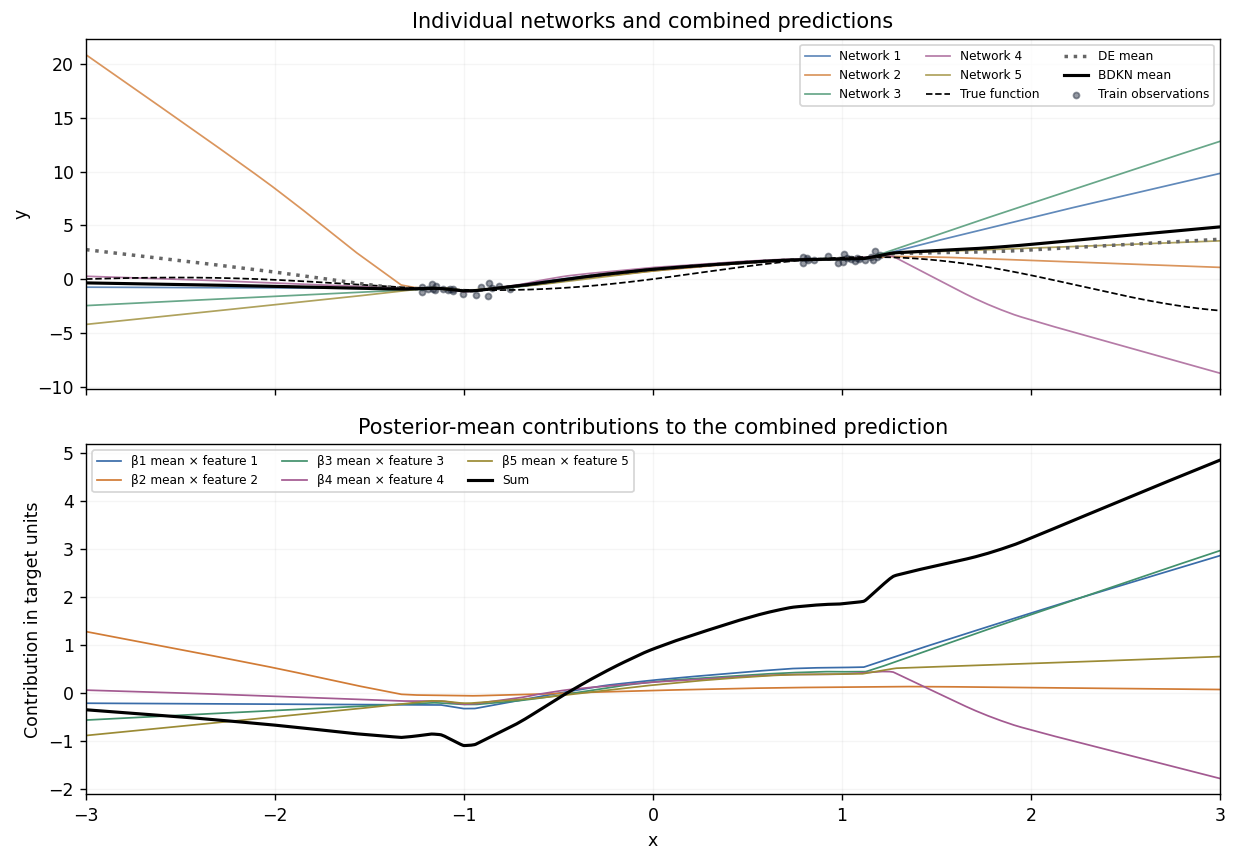 Individual networks and combined predictions
y
20
15
10
5
0
−5
−10
Network 1
Network 2
Network 3
Network 4
Network 5
True function
DE mean
BDKN mean
Train observations
Posterior-mean contributions to the combined prediction
Contribution in target units
5
4
3
2
1
0
−1
−2
β1 mean × feature 1
β2 mean × feature 2
β3 mean × feature 3
β4 mean × feature 4
β5 mean × feature 5
Sum
−3
−2
−1
0
1
2
3
x